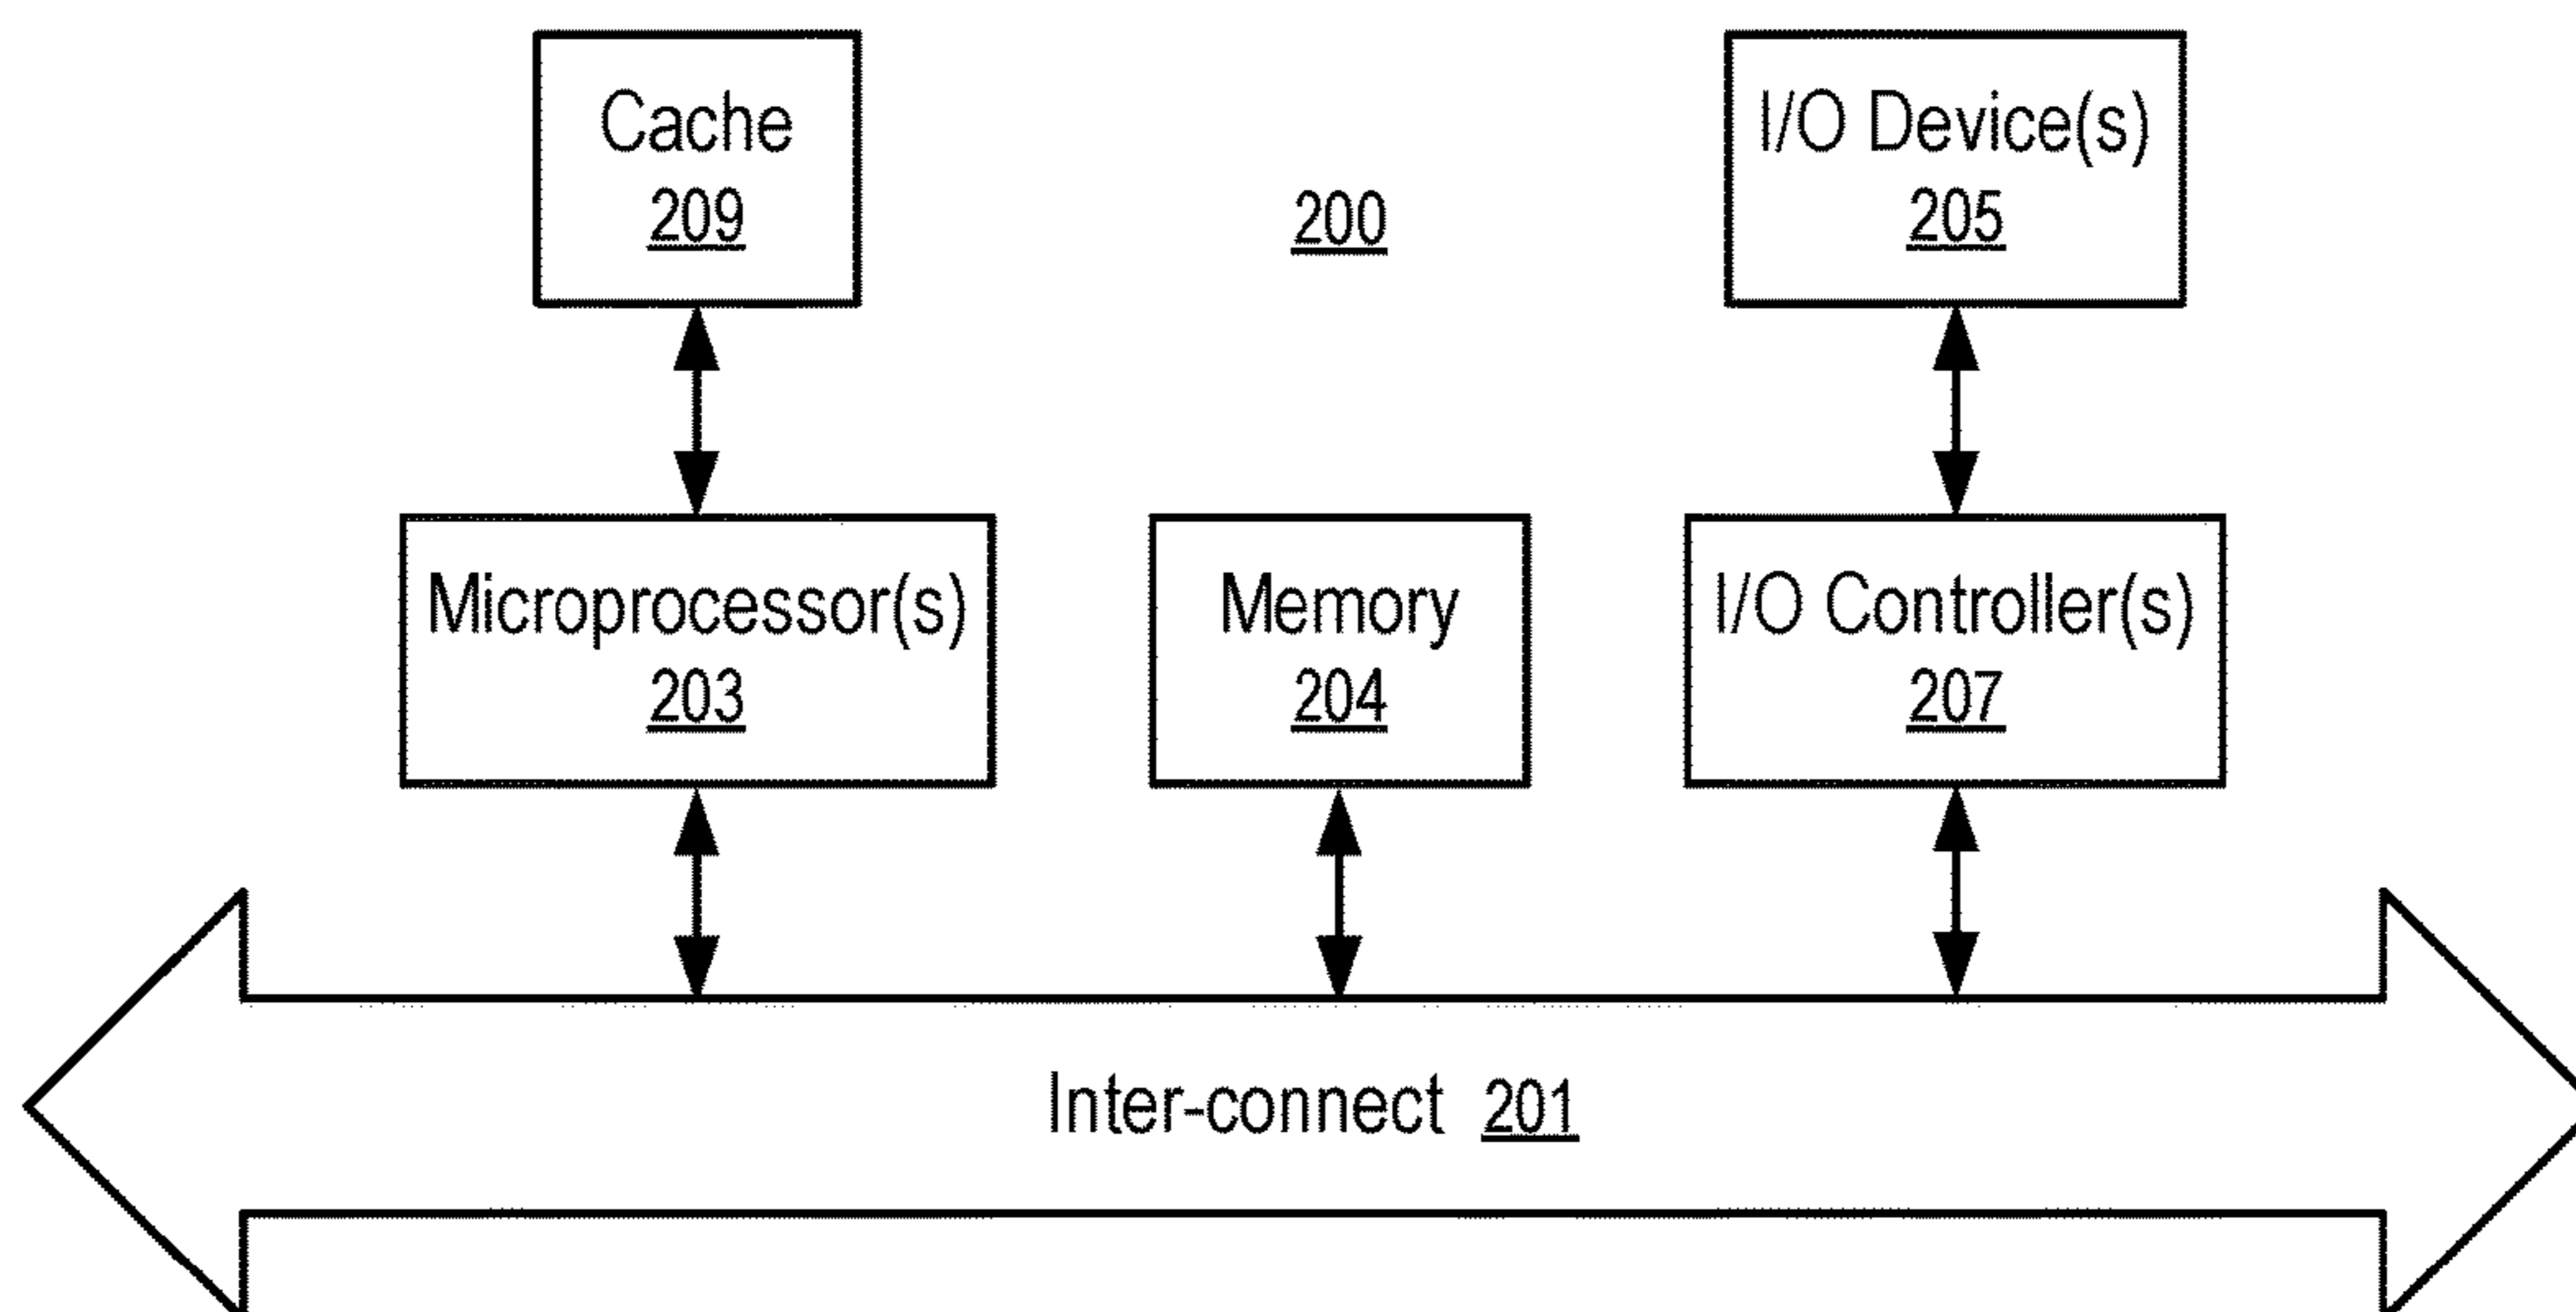 Cache
209
200
I/O Device(s)
205
Microprocessor(s)
203
Memory
204
I/O Controller(s)
207
Inter-connect 201